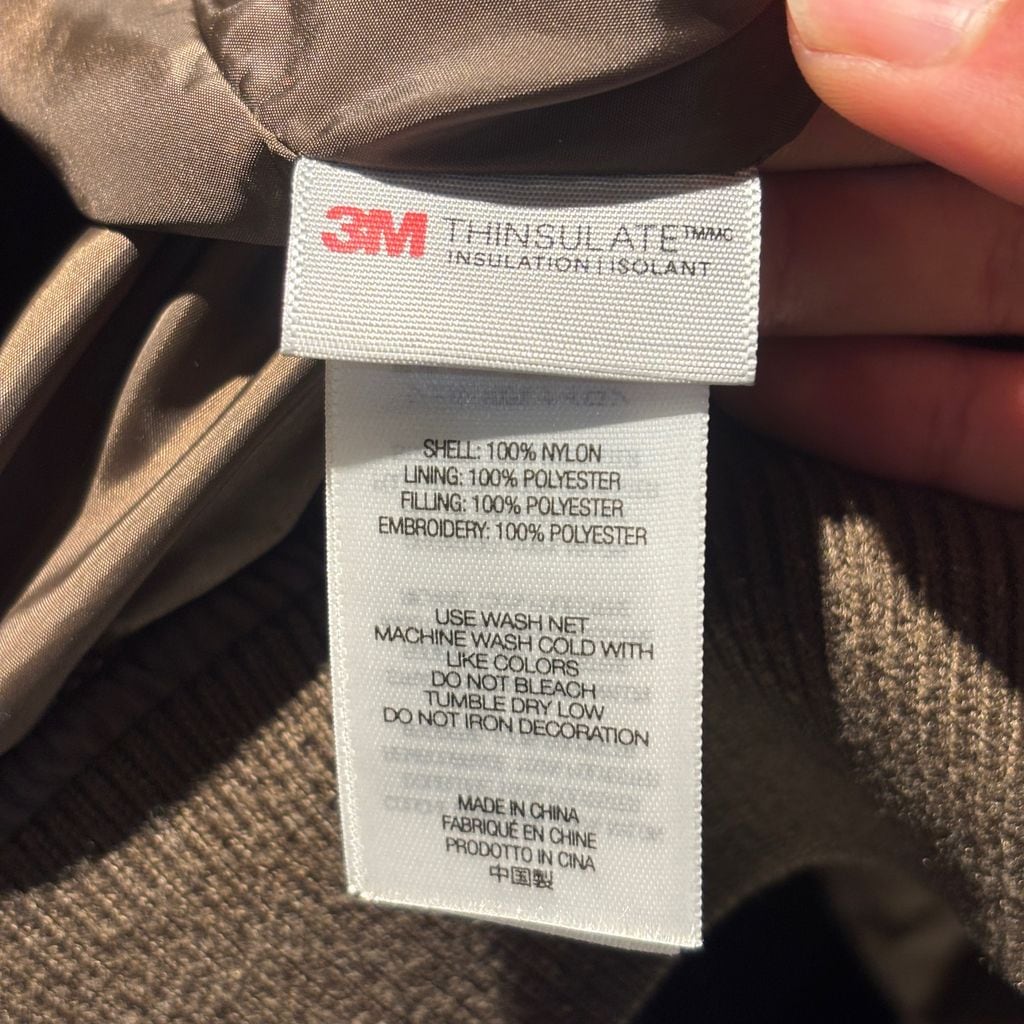 3M THINSULATE™/MC
INSULATION | ISOLANT
SHELL: 100% NYLON
LINING: 100% POLYESTER
FILLING: 100% POLYESTER
EMBROIDERY: 100% POLYESTER
USE WASH NET
MACHINE WASH COLD WITH
LIKE COLORS
DO NOT BLEACH
TUMBLE DRY LOW
DO NOT IRON DECORATION
MADE IN CHINA
FABRIQUÉ EN CHINE
PRODOTTO IN CINA
中国製